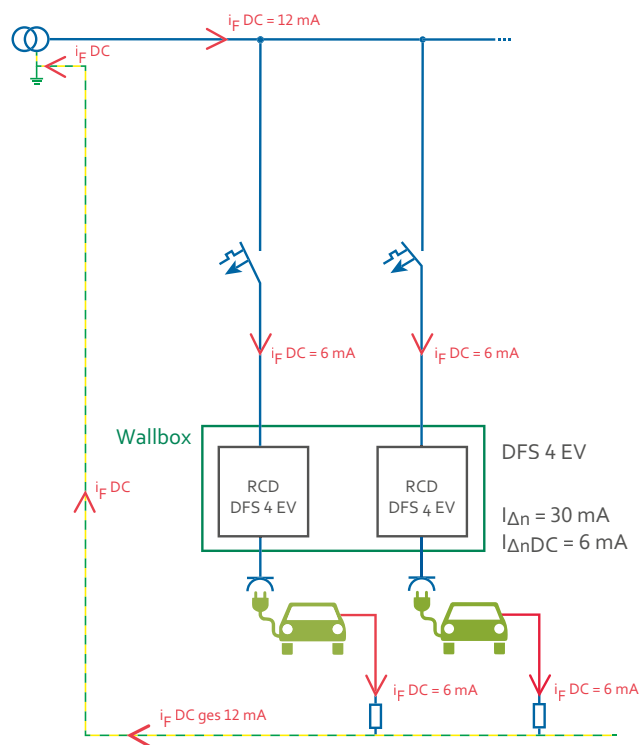 iF DC = 12 mA
iF DC
iF DC = 6 mA
iF DC = 6 mA
Wallbox
RCD
DFS 4 EV
RCD
DFS 4 EV
DFS 4 EV
I∆n = 30 mA
I∆nDC = 6 mA
iF DC
iF DC = 6 mA
iF DC = 6 mA
iF DC ges 12 mA